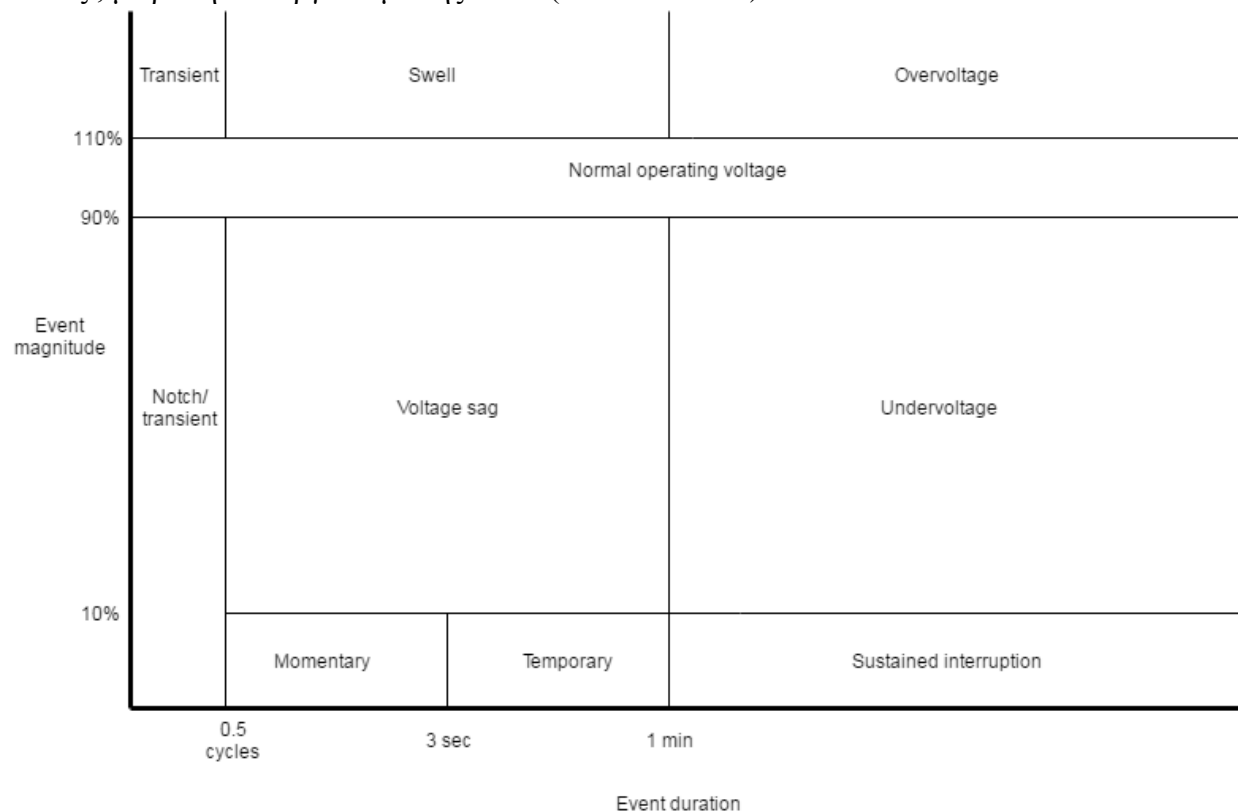 Transient
Swell
Overvoltage
110%
Normal operating voltage
90%
Event
magnitude
Notch/
transient
Voltage sag
Undervoltage
10%
Momentary
Temporary
Sustained interruption
0.5
cycles
3 sec
1 min
Event duration